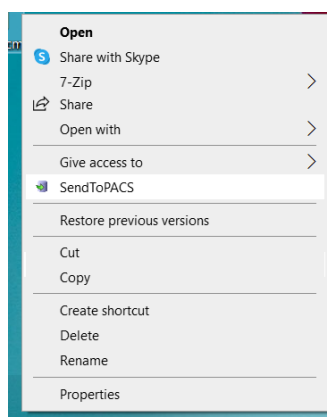 cm
Open
Share with Skype
7-Zip
Share
Open with
Give access to
SendToPACS
Restore previous versions
Cut
Copy
Create shortcut
Delete
Rename
Properties